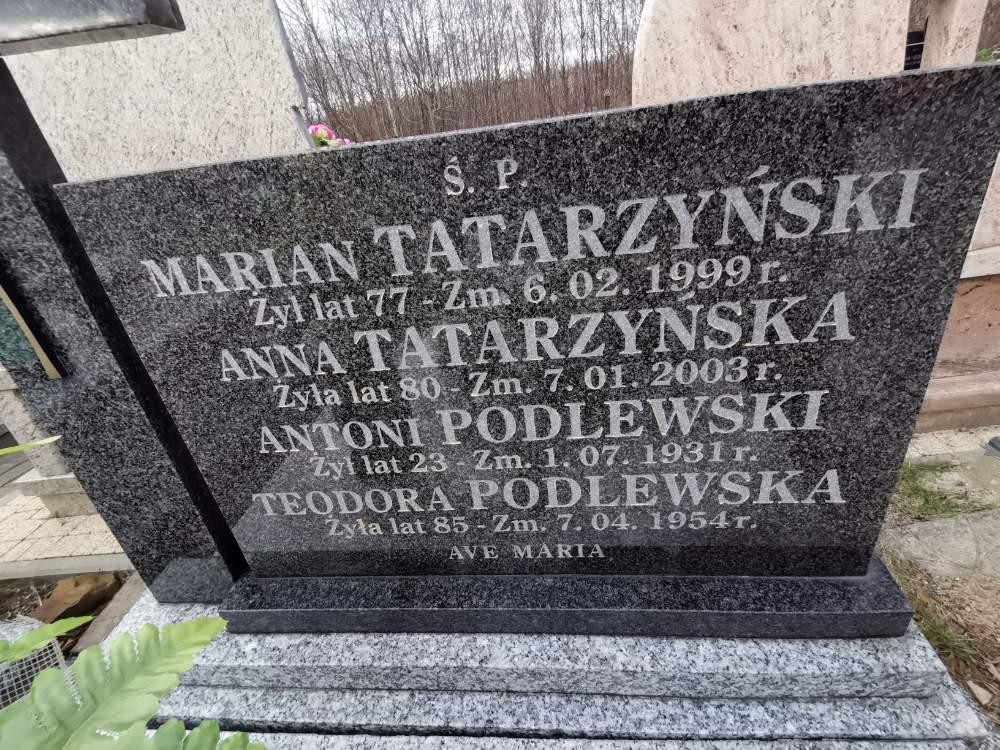 Ś. P.
MARIAN TATARZYŃSKI
Żył lat 77 - Zm. 6. 02. 1999 r.
ANNA TATARZYŃSKA
Żyła lat 80 - Zm. 7. 01. 2003 r.
ANTONI PODLEWSKI
Żył lat 23 - Zm. 1. 07. 1931 r.
TEODORA PODLEWSKA
Żyła lat 85 - Zm. 7. 04. 1954 r.
AVE MARIA